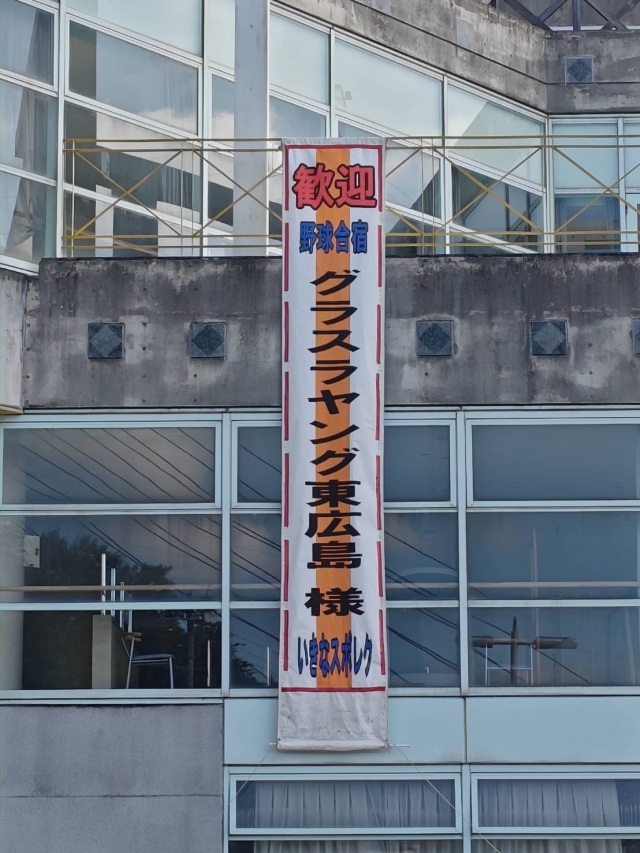 歓迎
野球合宿
グラスラヤング東広島 様
いきなスポレク